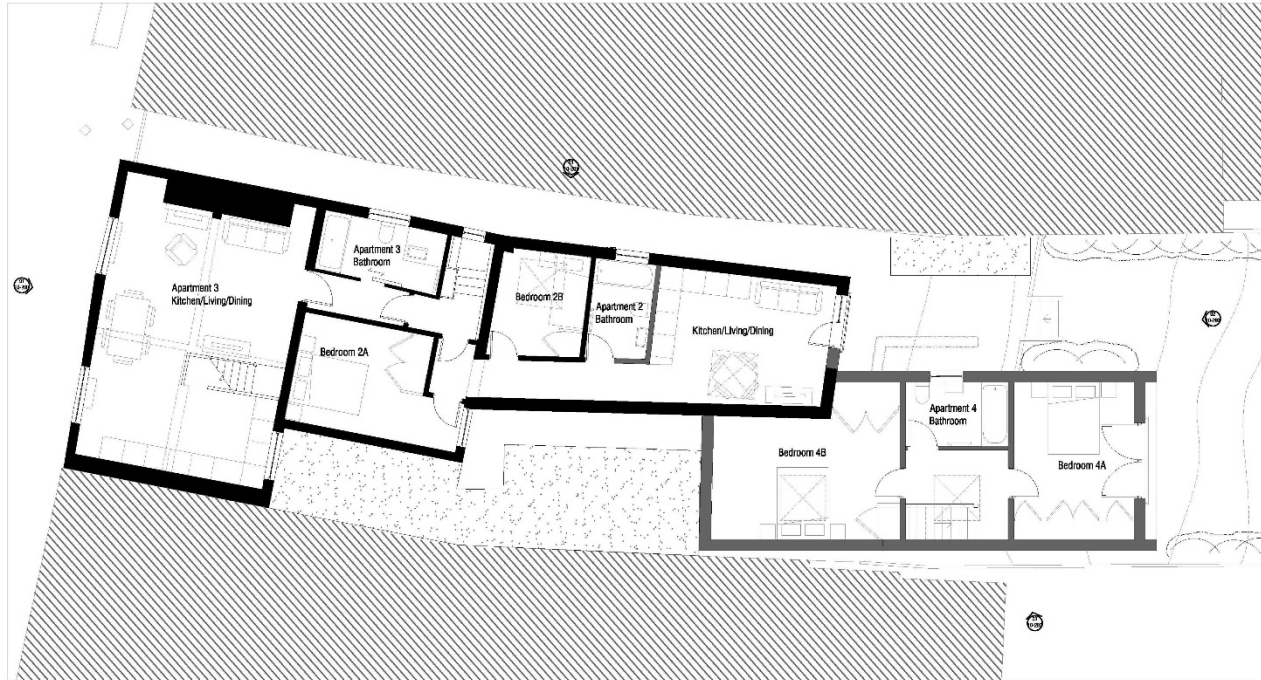 Apartment 3
Kitchen/Living/Dining
Apartment 3
Bathroom
Bedroom 2A
Bedroom 2B
Apartment 2
Bathroom
Kitchen/Living/Dining
Bedroom 4B
Apartment 4
Bathroom
Bedroom 4A